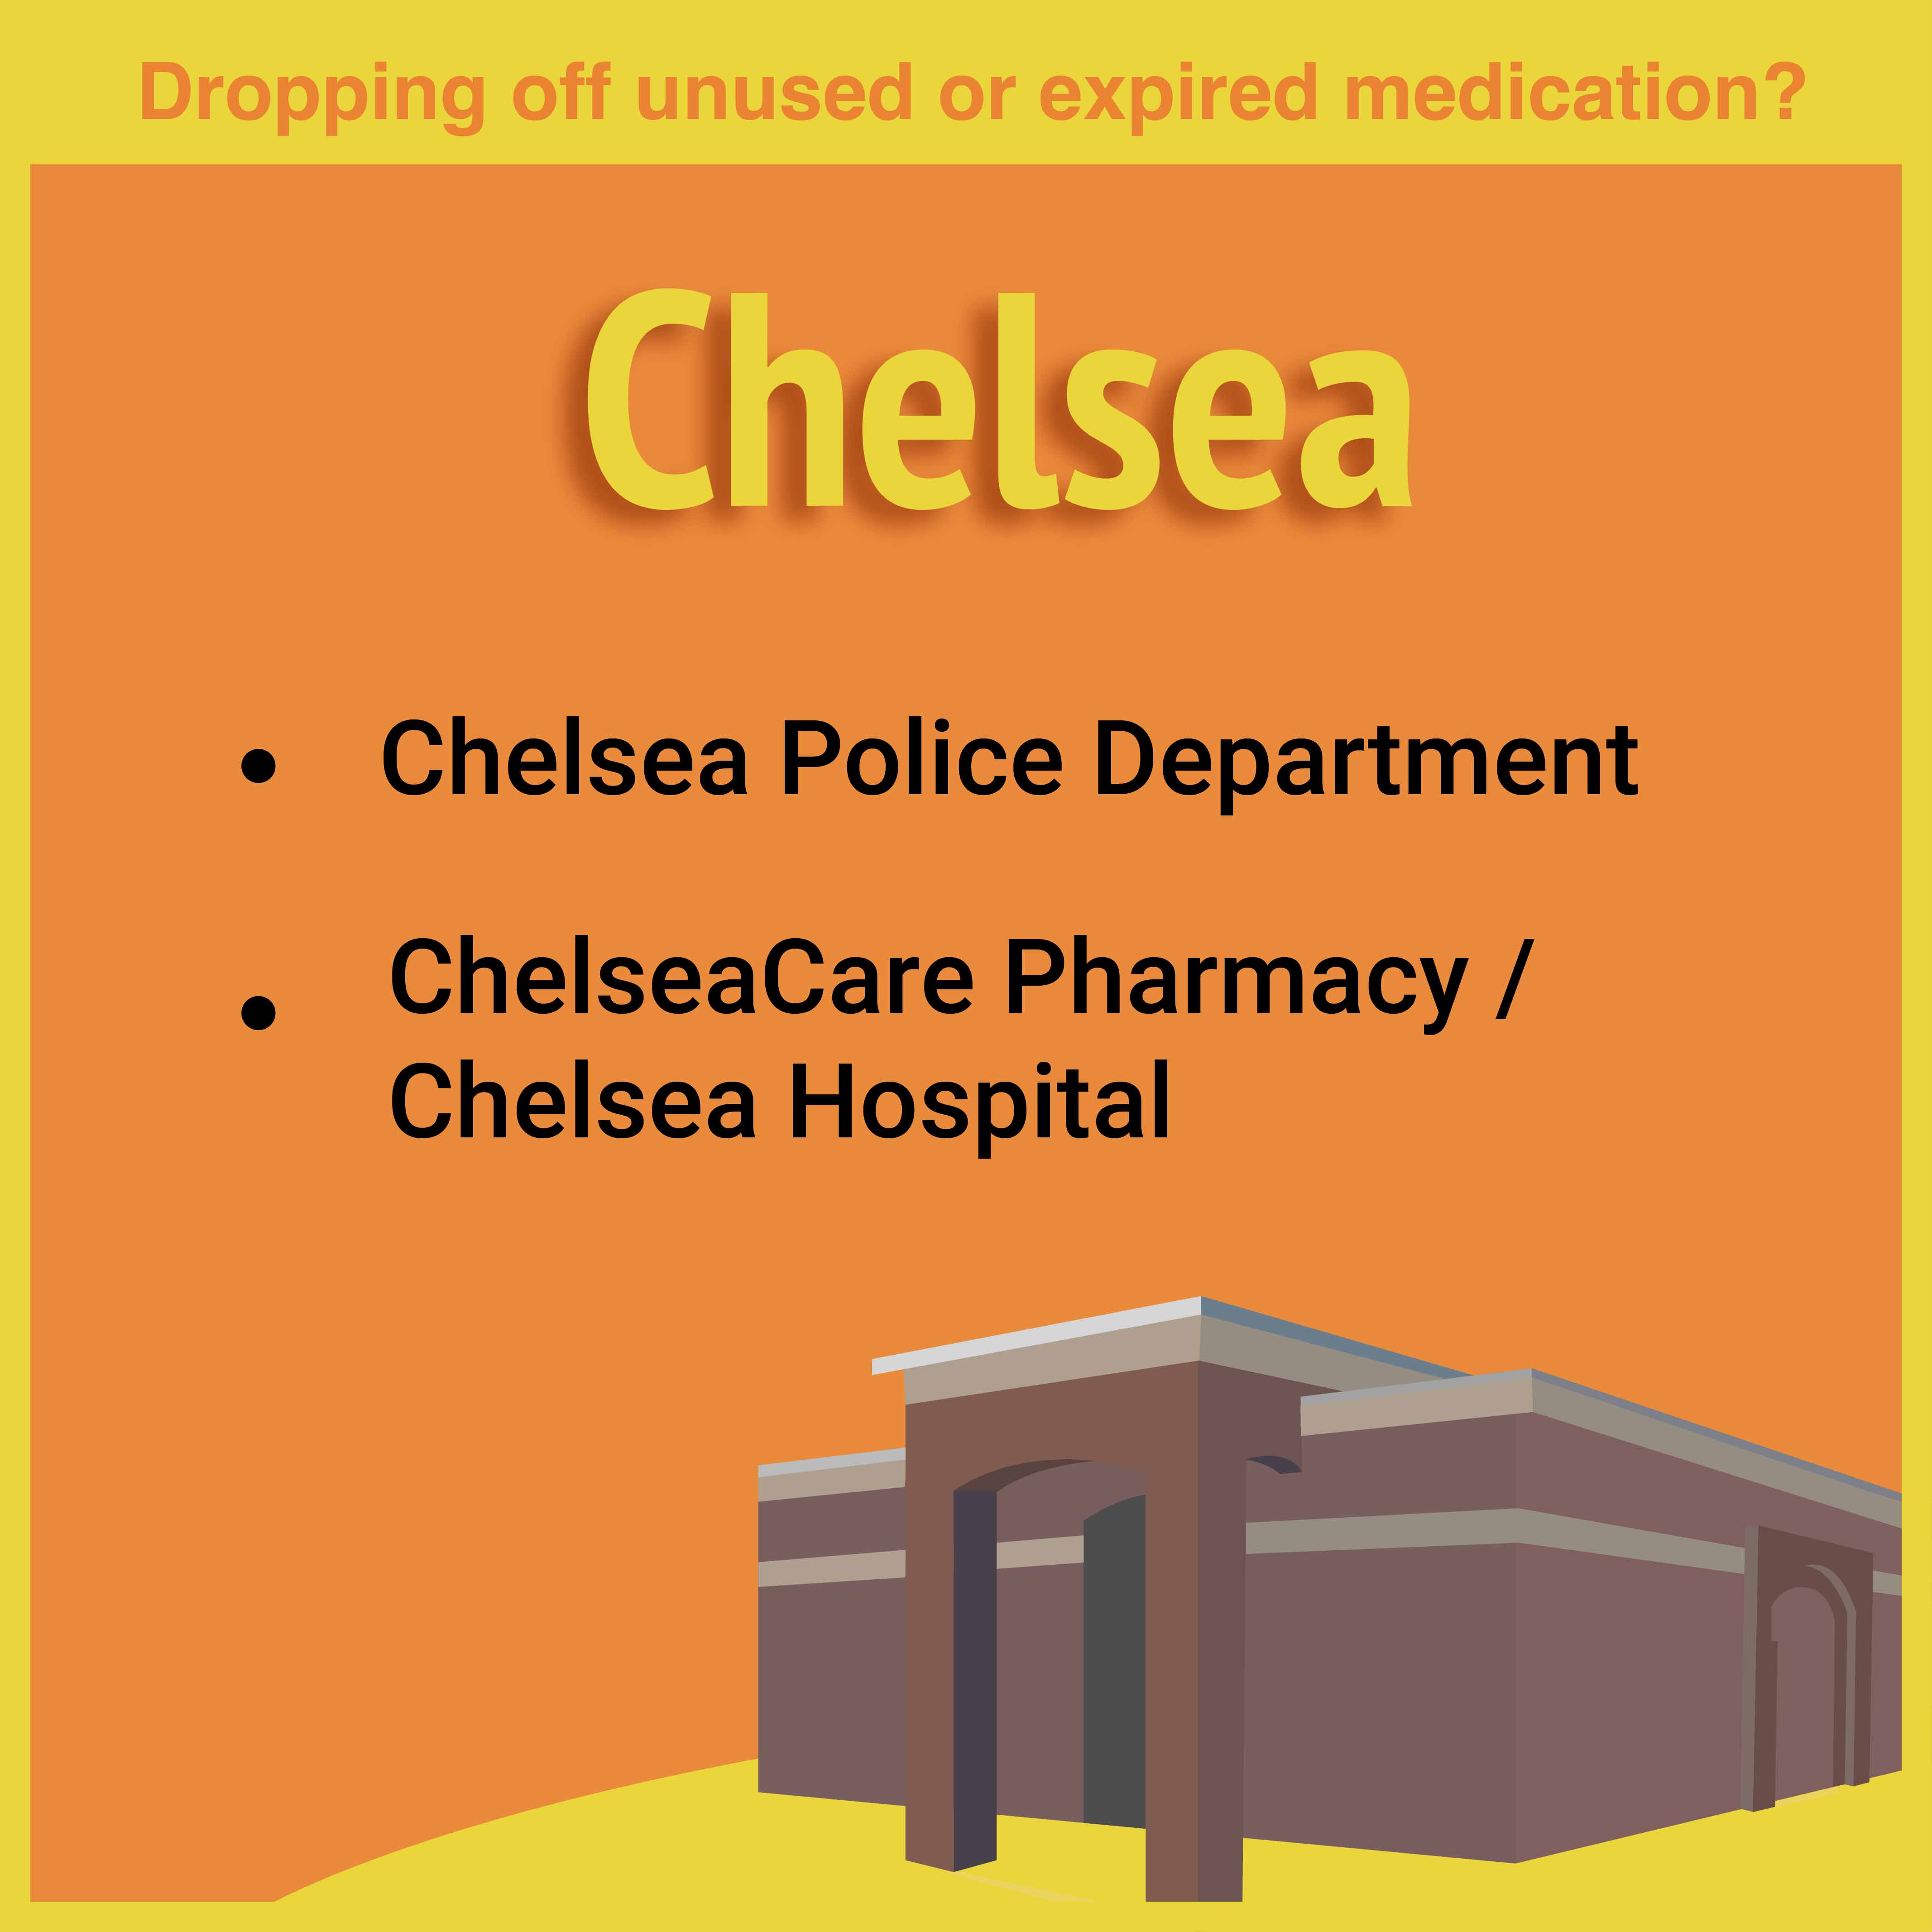 Dropping off unused or expired medication?
Chelsea
• Chelsea Police Department
• ChelseaCare Pharmacy /
Chelsea Hospital